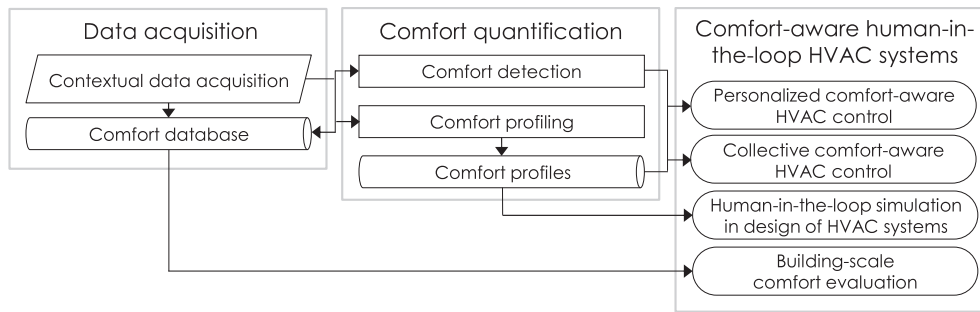 Data acquisition
Contextual data acquisition
Comfort database
Comfort quantification
Comfort detection
Comfort profiling
Comfort profiles
Comfort-aware human-in-
the-loop HVAC systems
Personalized comfort-aware
HVAC control
Collective comfort-aware
HVAC control
Human-in-the-loop simulation
in design of HVAC systems
Building-scale
comfort evaluation